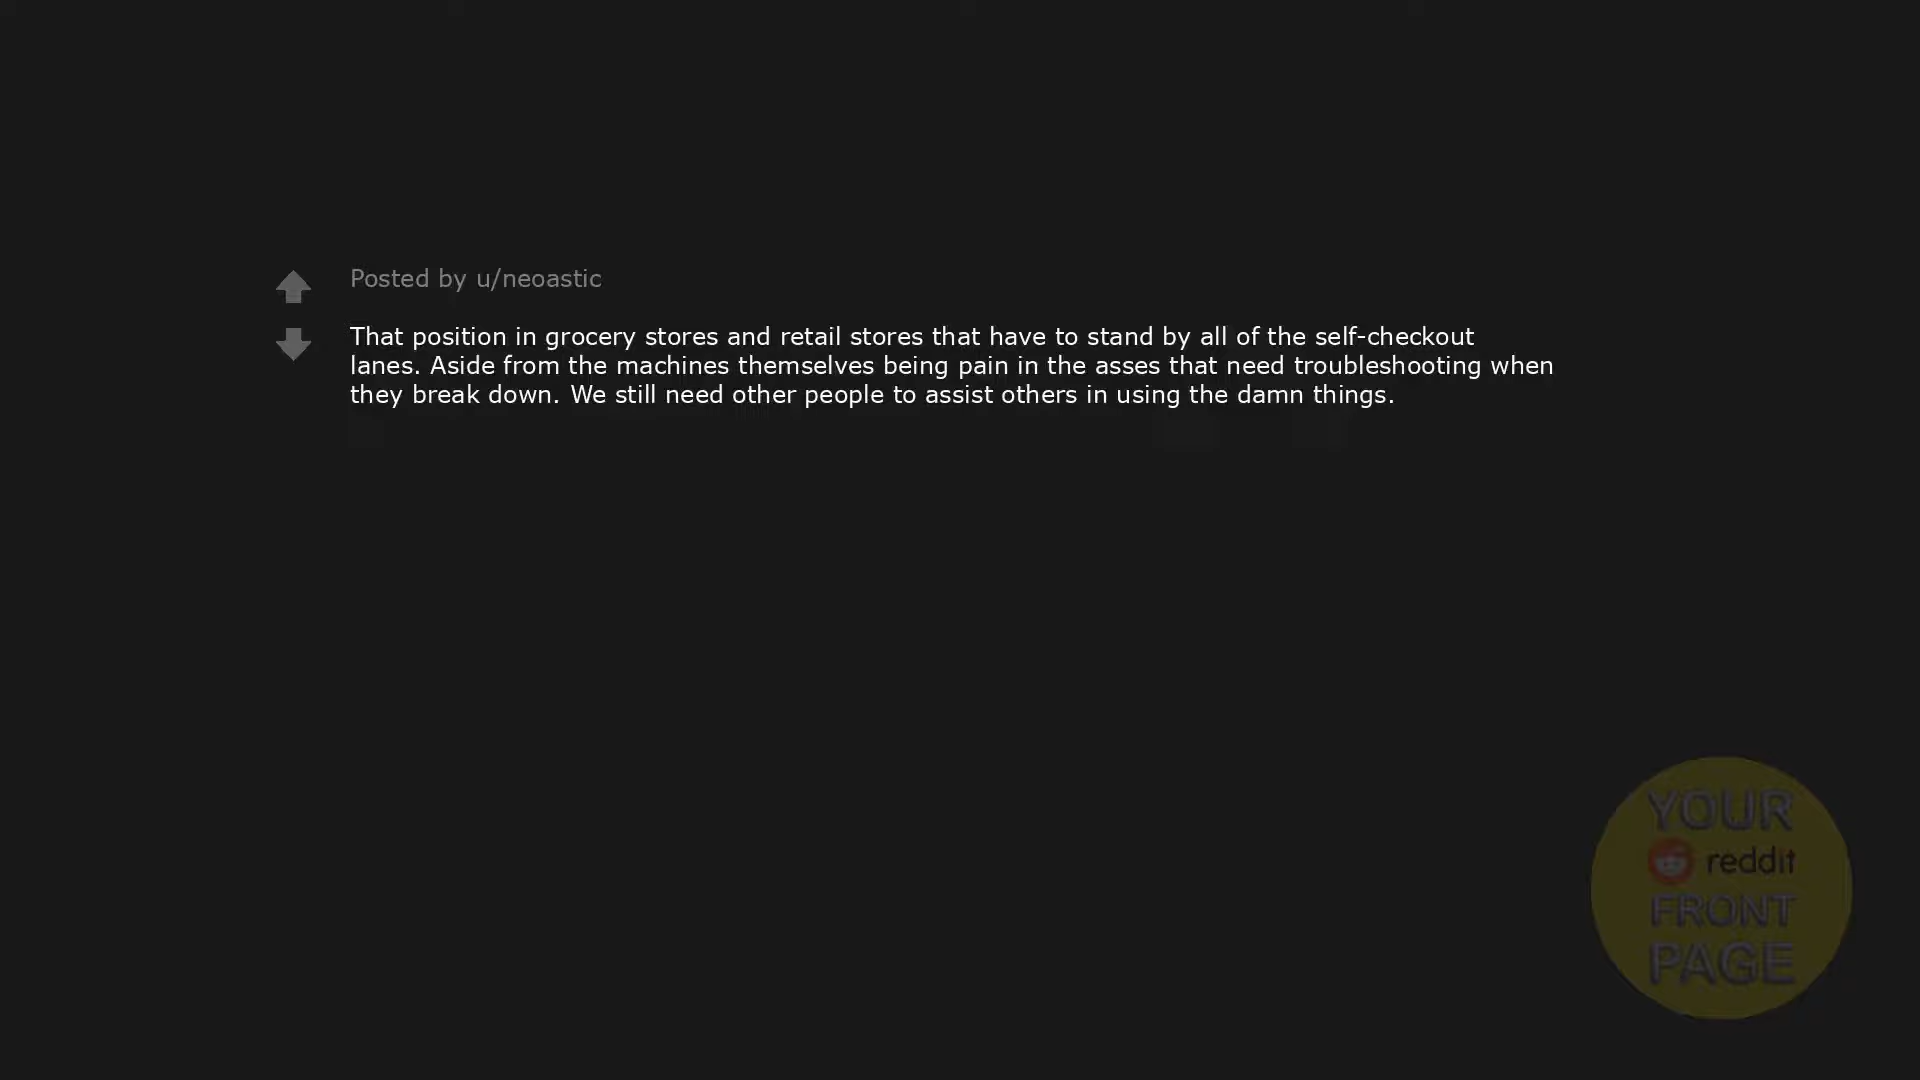 Posted by u/neoastic
That position in grocery stores and retail stores that have to stand by all of the self-checkout
lanes. Aside from the machines themselves being pain in the asses that need troubleshooting when
they break down. We still need other people to assist others in using the damn things.
YOUR
reddit
FRONT
PAGE